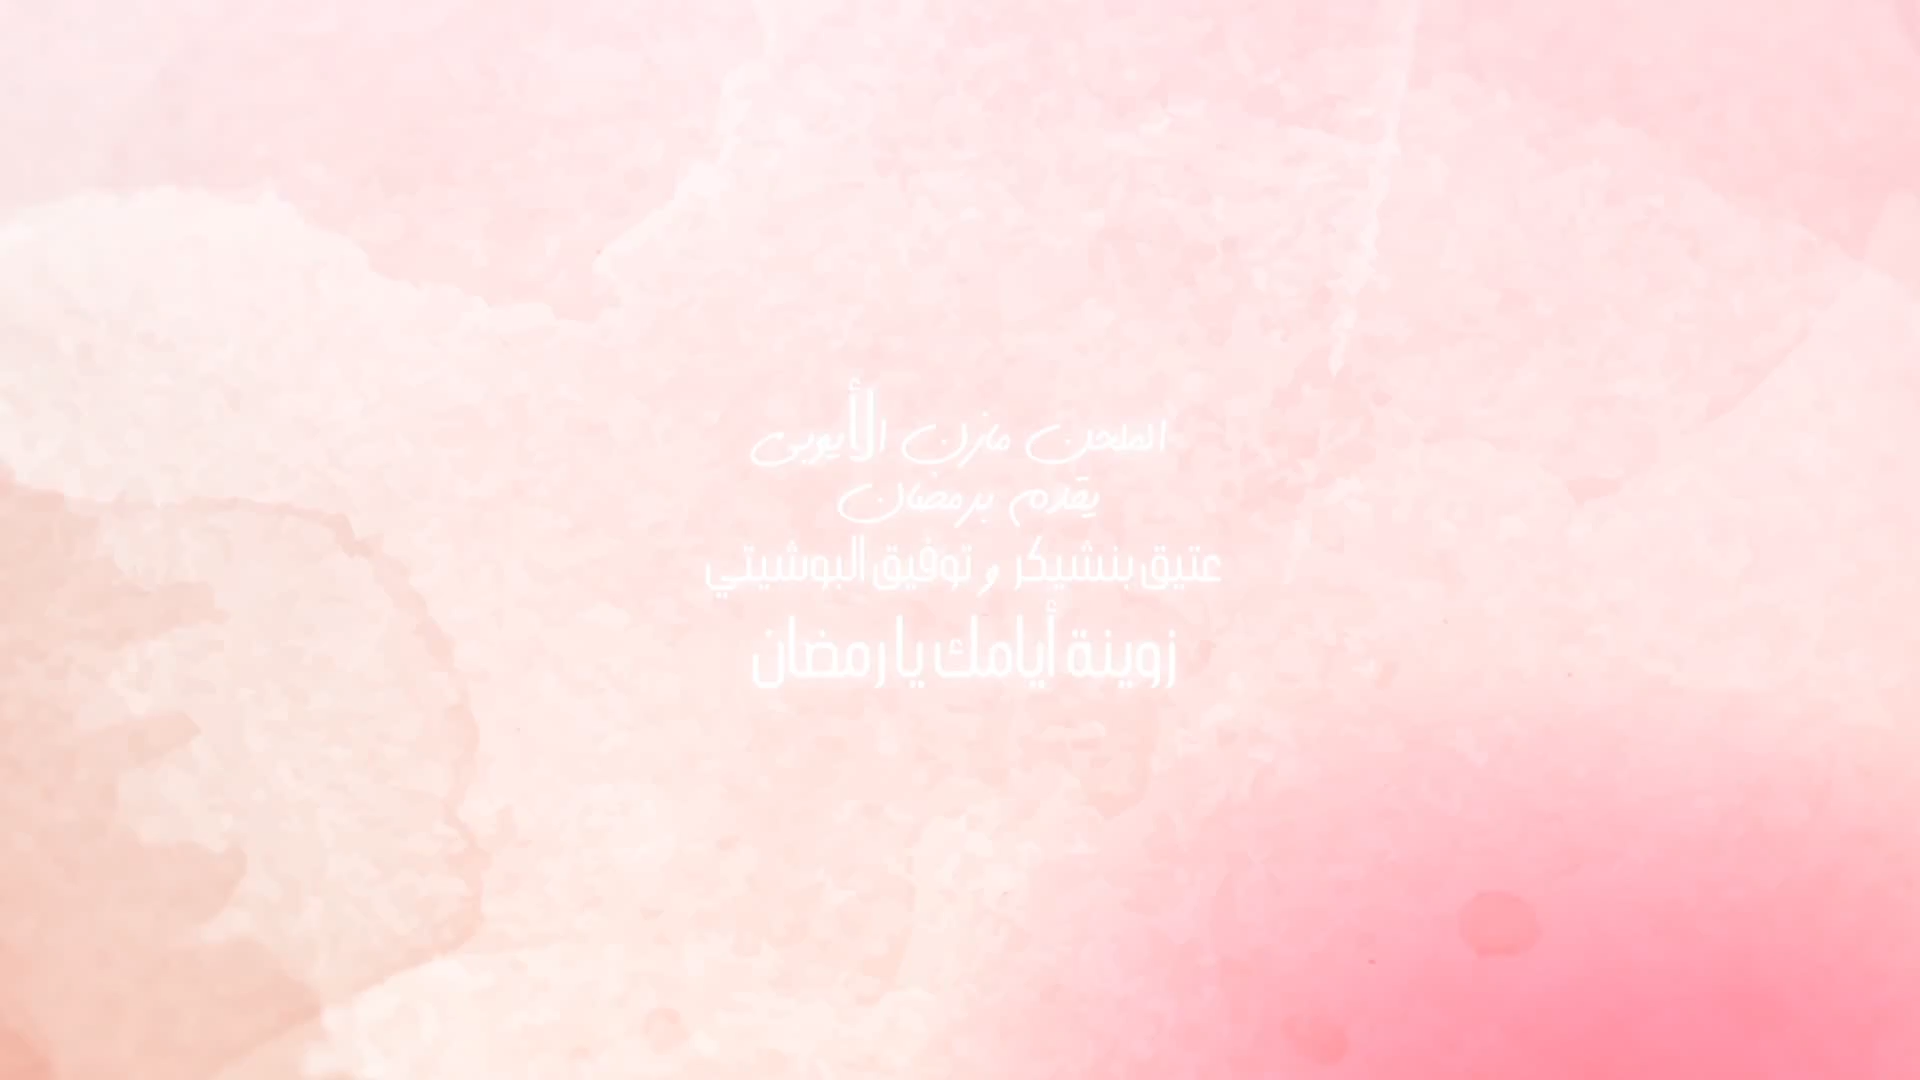 الملحن مازن الأيوبي
يقدم برمضان
عتيق بنشيكر و توفيق البوشيتي
زوينة أيامك يا رمضان